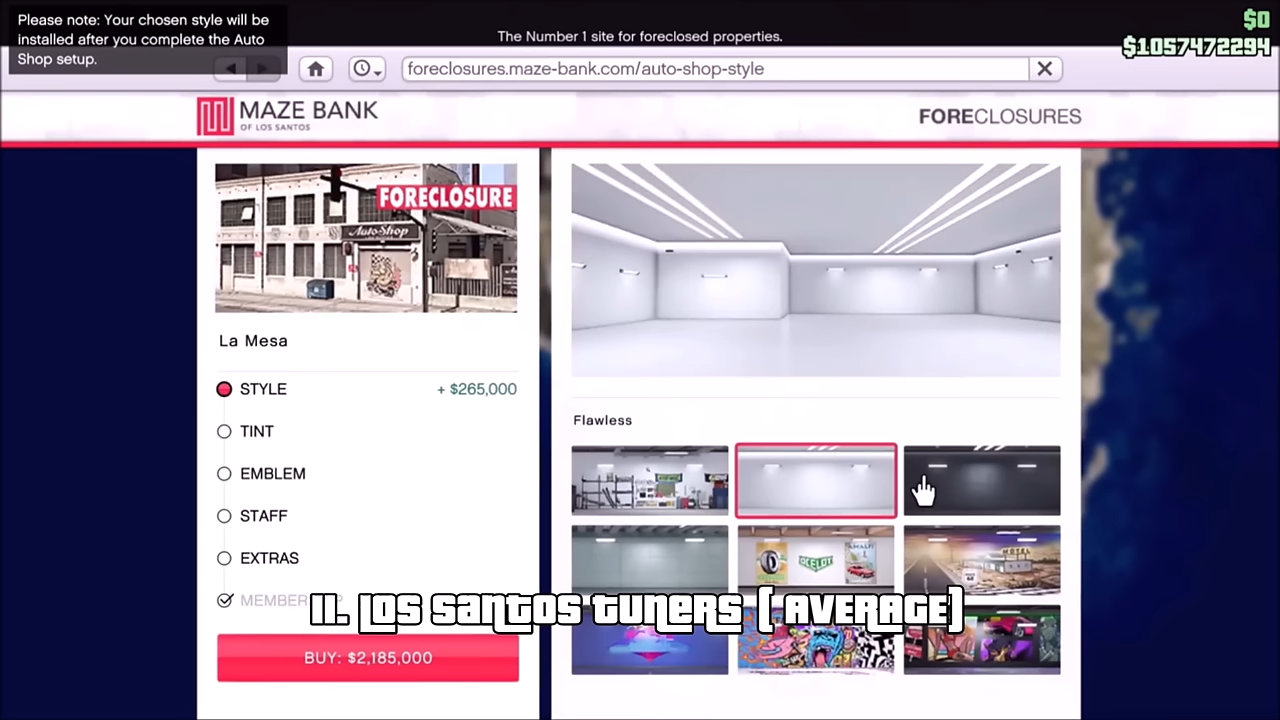 Please note: Your chosen style will be
installed after you complete the Auto
Shop setup.
The Number 1 site for foreclosed properties.
$0
$1057472294
foreclosures.maze-bank.com/auto-shop-style
MAZE BANK
OF LOS SANTOS
FORECLOSURES
FORECLOSURE
Auto Shop
La Mesa
STYLE + $265,000
TINT
EMBLEM
STAFF
EXTRAS
Flawless
OCELOT
MOTEL
11. LOS SANTOS TUNERS ( AVERAGE)
BUY: $2,185,000